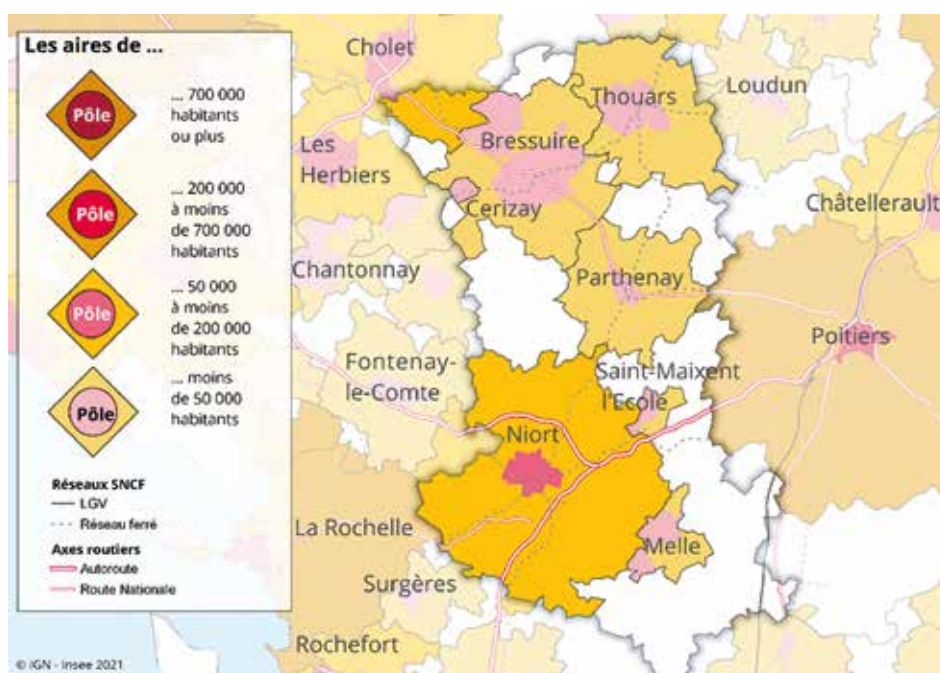 Les aires de ...
Pôle
... 700 000
habitants
ou plus
Pôle
... 200 000
à moins
de 700 000
habitants
Pôle
... 50 000
à moins
de 200 000
habitants
Pôle
... moins
de 50 000
habitants
Réseaux SNCF
LGV
Réseau ferré
Axes routiers
Autoroute
Route Nationale
© IGN - Insee 2021
Cholet
Thouars
Loudun
Bressuire
Les
Herbiers
Cerizay
Châtellerault
Chantonnay
Parthenay
Poitiers
Fontenay-
le-Comte
Saint-Maixent
l'Ecole
Niort
La Rochelle
Melle
Surgères
Rochefort